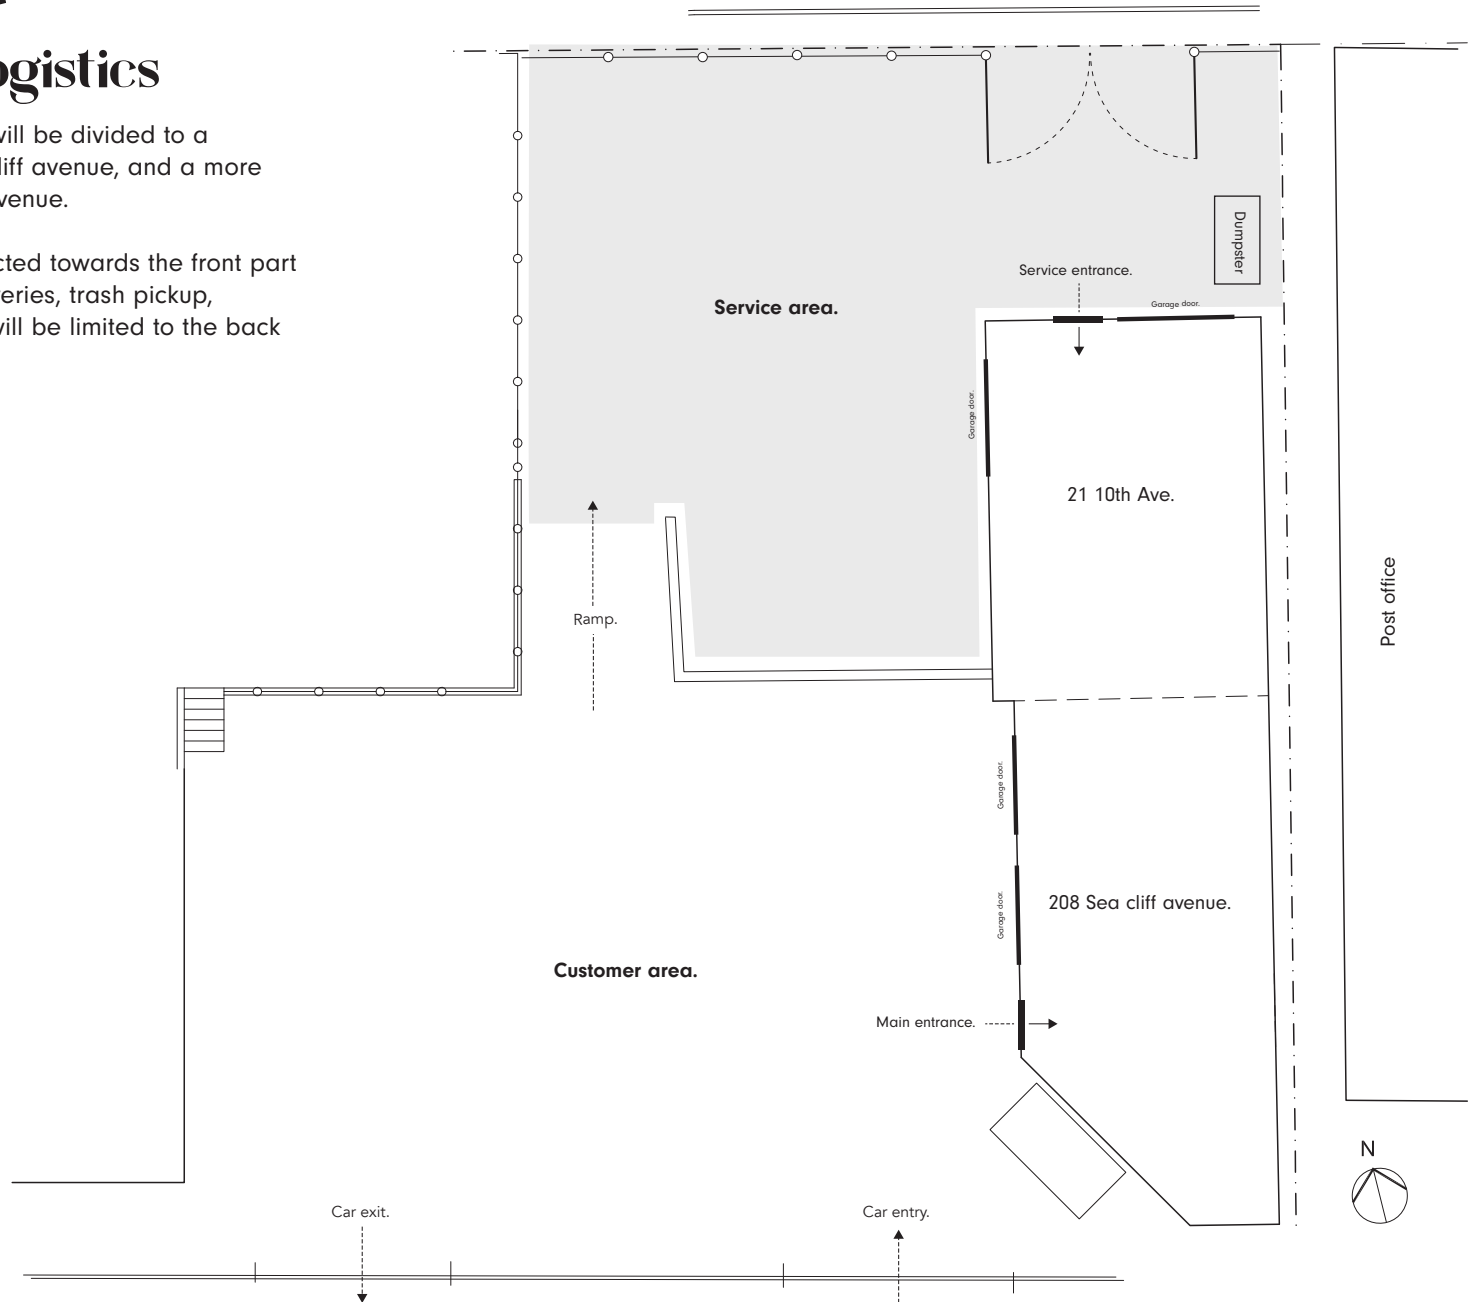 ogistics
will be divided to a
liff avenue, and a more
venue.
cted towards the front part
eries, trash pickup,
will be limited to the back
Dumpster
Service entrance.
Garage door.
Service area.
Garage door.
21 10th Ave.
Post office
Ramp.
Garage door.
Garage door.
208 Sea cliff avenue.
Customer area.
Main entrance.
N
Car exit.
Car entry.